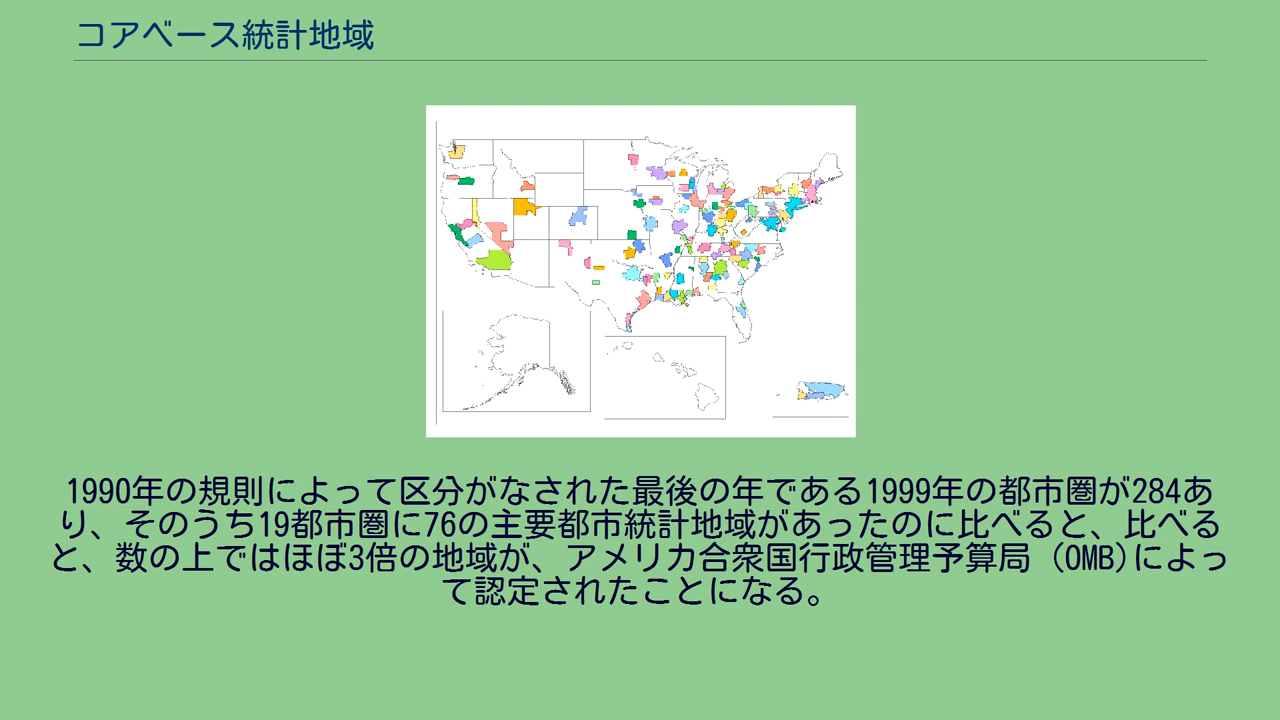 コアベース統計地域
1990年の規則によって区分がなされた最後の年である1999年の都市圏が284あ
り、そのうち19都市圏に76の主要都市統計地域があったのに比べると、比べる
と、数の上ではほぼ3倍の地域が、アメリカ合衆国行政管理予算局（OMB)によっ
て認定されたことになる。